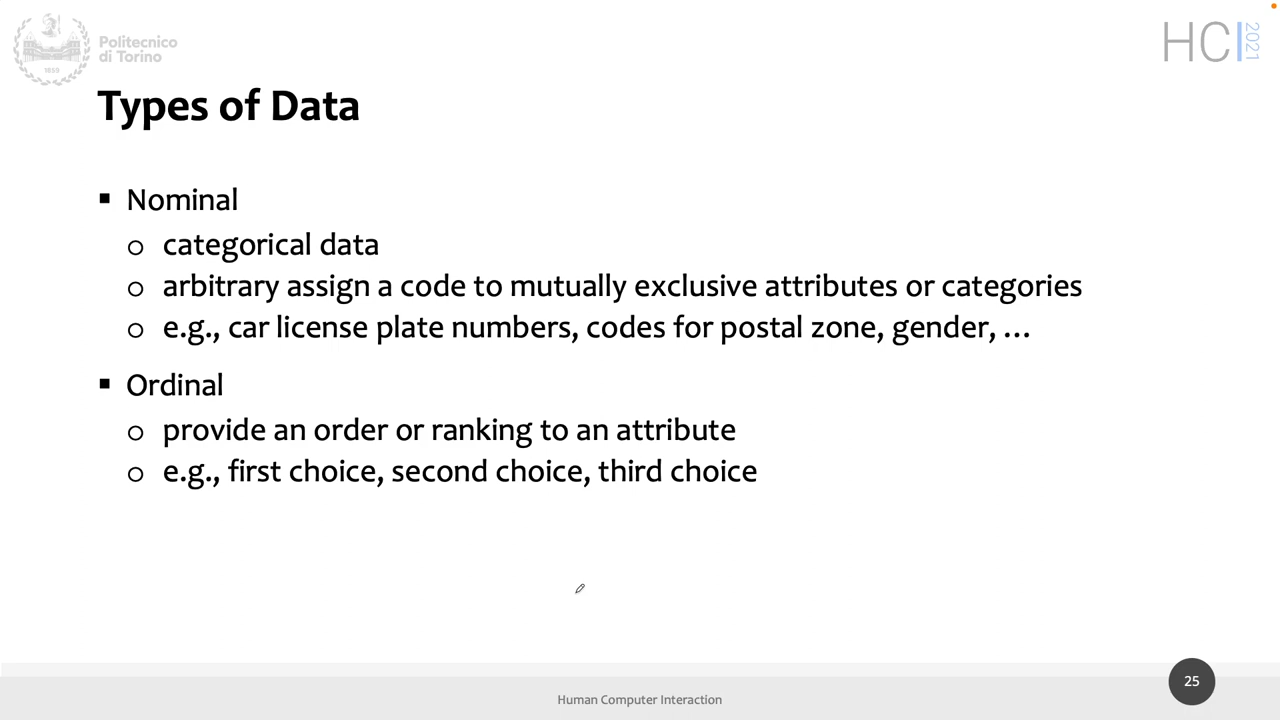 Politecnico
di Torino
1859
HCI 2021
Types of Data
▪ Nominal
o categorical data
o arbitrary assign a code to mutually exclusive attributes or categories
o e.g., car license plate numbers, codes for postal zone, gender, …
▪ Ordinal
o provide an order or ranking to an attribute
o e.g., first choice, second choice, third choice
Human Computer Interaction
25